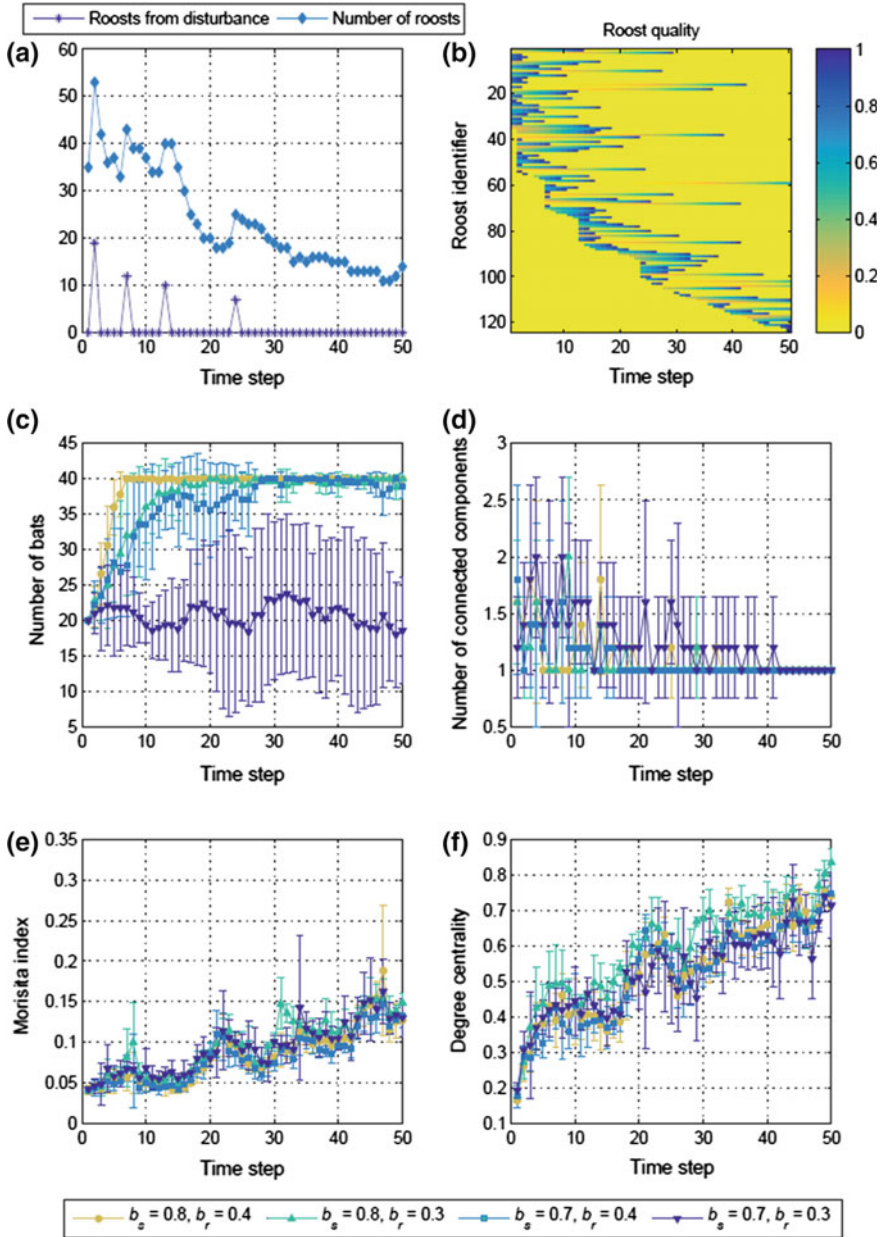 Roosts from disturbance Number of roosts
(a)
60
50
40
30
20
10
0
0 10 20 30 40 50
Time step
(b)
Roost quality
Roost identifier
20
40
60
80
100
120
10 20 30 40 50
Time step
1
0.8
0.6
0.4
0.2
0
(c)
Number of bats
45
40
35
30
25
20
15
10
5
0 10 20 30 40 50
Time step
(d)
Number of connected components
3
2.5
2
1.5
1
0.5
0 10 20 30 40 50
Time step
(e)
Morisita index
0.35
0.3
0.25
0.2
0.15
0.1
0.05
0
0 10 20 30 40 50
Time step
(f)
Degree centrality
0.9
0.8
0.7
0.6
0.5
0.4
0.3
0.2
0.1
0 10 20 30 40 50
Time step
b s = 0.8, b r = 0.4 b s = 0.8, b r = 0.3 b s = 0.7, b r = 0.4 b s = 0.7, b r = 0.3